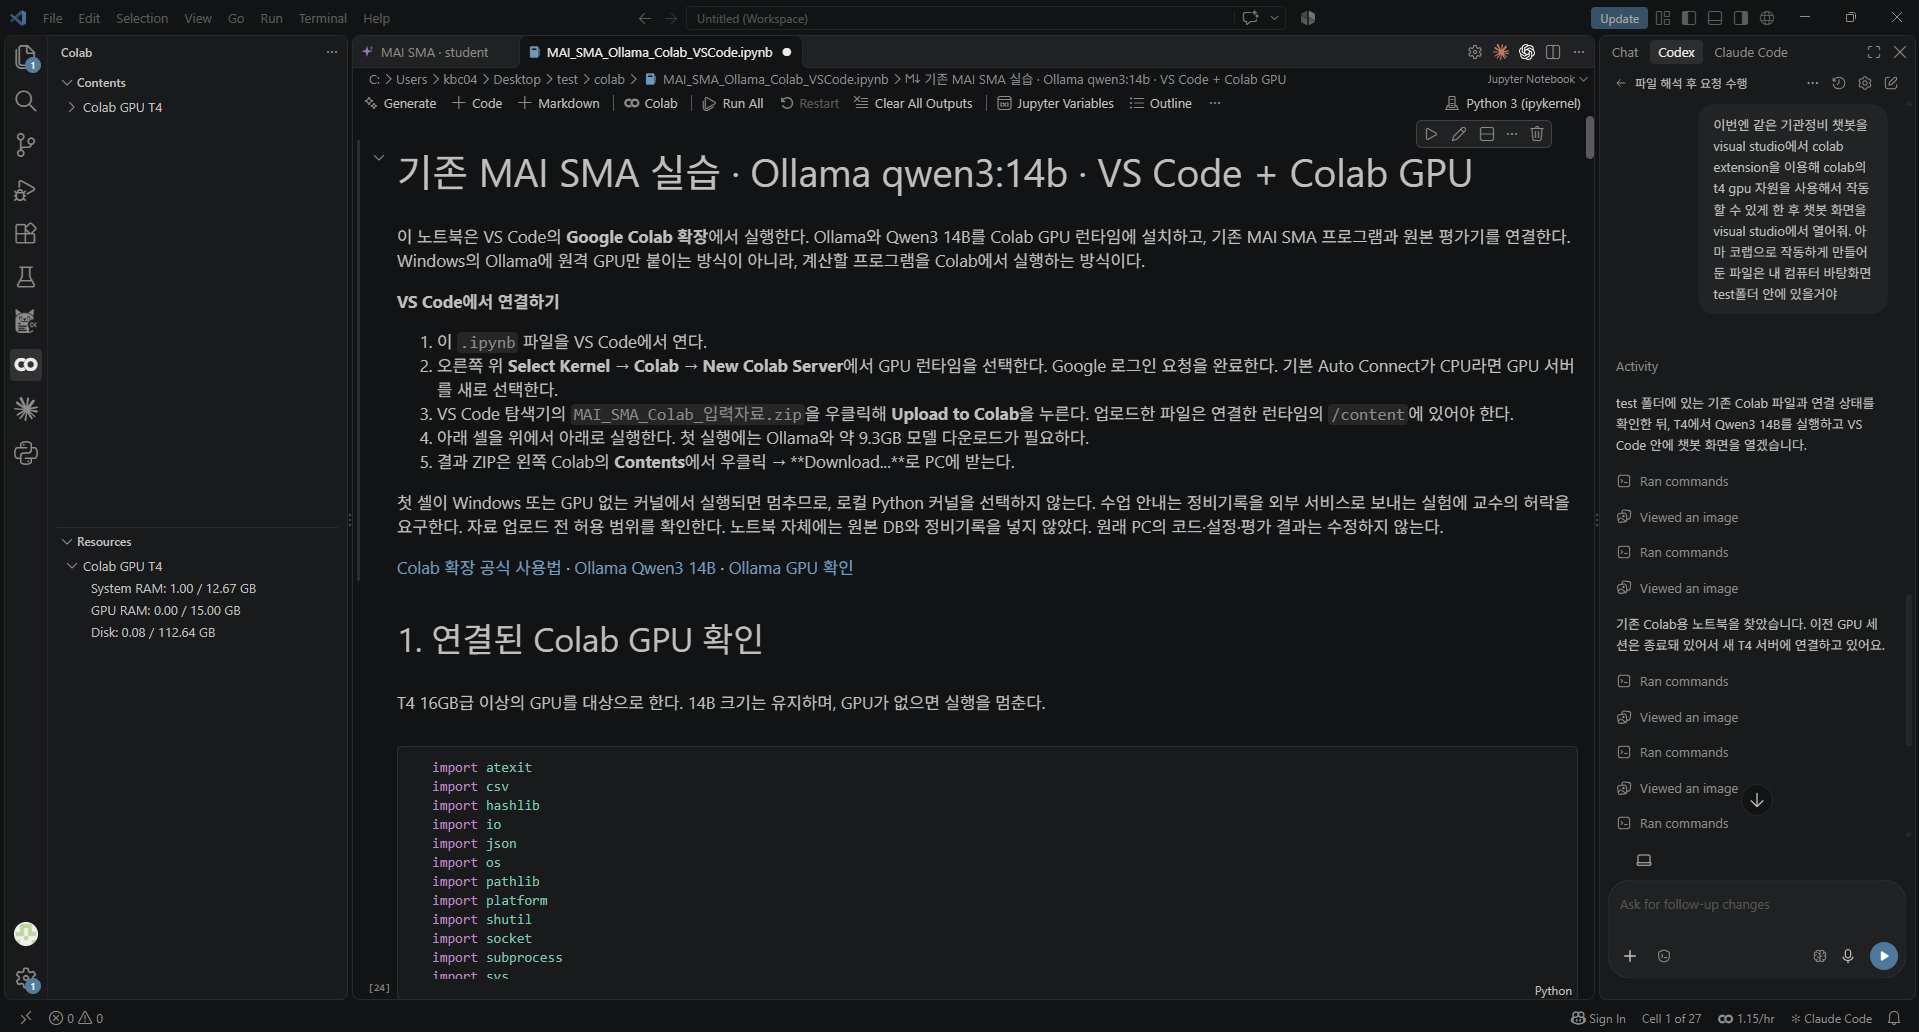 File Edit Selection View Go Run Terminal Help
Untitled (Workspace)
Update
Colab
Contents
Colab GPU T4
Resources
Colab GPU T4
System RAM: 1.00 / 12.67 GB
GPU RAM: 0.00 / 15.00 GB
Disk: 0.08 / 112.64 GB
MAI SMA · student
MAI_SMA_Ollama_Colab_VSCode.ipynb
C: > Users > kbc04 > Desktop > test > colab > MAI_SMA_Ollama_Colab_VSCode.ipynb > M↓ 기존 MAI SMA 실습 · Ollama qwen3:14b · VS Code + Colab GPU
Jupyter Notebook
Generate + Code + Markdown Colab Run All Restart Clear All Outputs Jupyter Variables Outline ···
Python 3 (ipykernel)
기존 MAI SMA 실습 · Ollama qwen3:14b · VS Code + Colab GPU
이 노트북은 VS Code의 Google Colab 확장에서 실행한다. Ollama와 Qwen3 14B를 Colab GPU 런타임에 설치하고, 기존 MAI SMA 프로그램과 원본 평가기를 연결한다.
Windows의 Ollama에 원격 GPU만 붙이는 방식이 아니라, 계산할 프로그램을 Colab에서 실행하는 방식이다.
VS Code에서 연결하기
1. 이 .ipynb 파일을 VS Code에서 연다.
2. 오른쪽 위 Select Kernel → Colab → New Colab Server에서 GPU 런타임을 선택한다. Google 로그인 요청을 완료한다. 기본 Auto Connect가 CPU라면 GPU 서버
를 새로 선택한다.
3. VS Code 탐색기의 MAI_SMA_Colab_입력자료.zip을 우클릭해 Upload to Colab을 누른다. 업로드한 파일은 연결한 런타임의 /content에 있어야 한다.
4. 아래 셀을 위에서 아래로 실행한다. 첫 실행에는 Ollama와 약 9.3GB 모델 다운로드가 필요하다.
5. 결과 ZIP은 왼쪽 Colab의 Contents에서 우클릭 → **Download...**로 PC에 받는다.
첫 셀이 Windows 또는 GPU 없는 커널에서 실행되면 멈추므로, 로컬 Python 커널을 선택하지 않는다. 수업 안내는 정비기록을 외부 서비스로 보내는 실험에 교수의 허락을
요구한다. 자료 업로드 전 허용 범위를 확인한다. 노트북 자체에는 원본 DB와 정비기록을 넣지 않았다. 원래 PC의 코드·설정·평가 결과는 수정하지 않는다.
Colab 확장 공식 사용법 · Ollama Qwen3 14B · Ollama GPU 확인
1. 연결된 Colab GPU 확인
T4 16GB급 이상의 GPU를 대상으로 한다. 14B 크기는 유지하며, GPU가 없으면 실행을 멈춘다.
import atexit
import csv
import hashlib
import io
import json
import os
import pathlib
import platform
import shutil
import socket
import subprocess
import sys
[24]
Python
Chat Codex Claude Code
파일 해석 후 요청 수행
이번엔 같은 기관정비 챗봇을
visual studio에서 colab
extension을 이용해 colab의
t4 gpu 자원을 사용해서 작동
할 수 있게 한 후 챗봇 화면을
visual studio에서 열어줘. 아
마 코랩으로 작동하게 만들어
둔 파일은 내 컴퓨터 바탕화면
test폴더 안에 있을거야
Activity
test 폴더에 있는 기존 Colab 파일과 연결 상태를
확인한 뒤, T4에서 Qwen3 14B를 실행하고 VS
Code 안에 챗봇 화면을 열겠습니다.
Ran commands
Viewed an image
Ran commands
Viewed an image
기존 Colab용 노트북을 찾았습니다. 이전 GPU 세
션은 종료돼 있어서 새 T4 서버에 연결하고 있어요.
Ran commands
Viewed an image
Ran commands
Viewed an image
Ran commands
Ask for follow-up changes
1
1
0 0
Sign In Cell 1 of 27 1.15/hr Claude Code